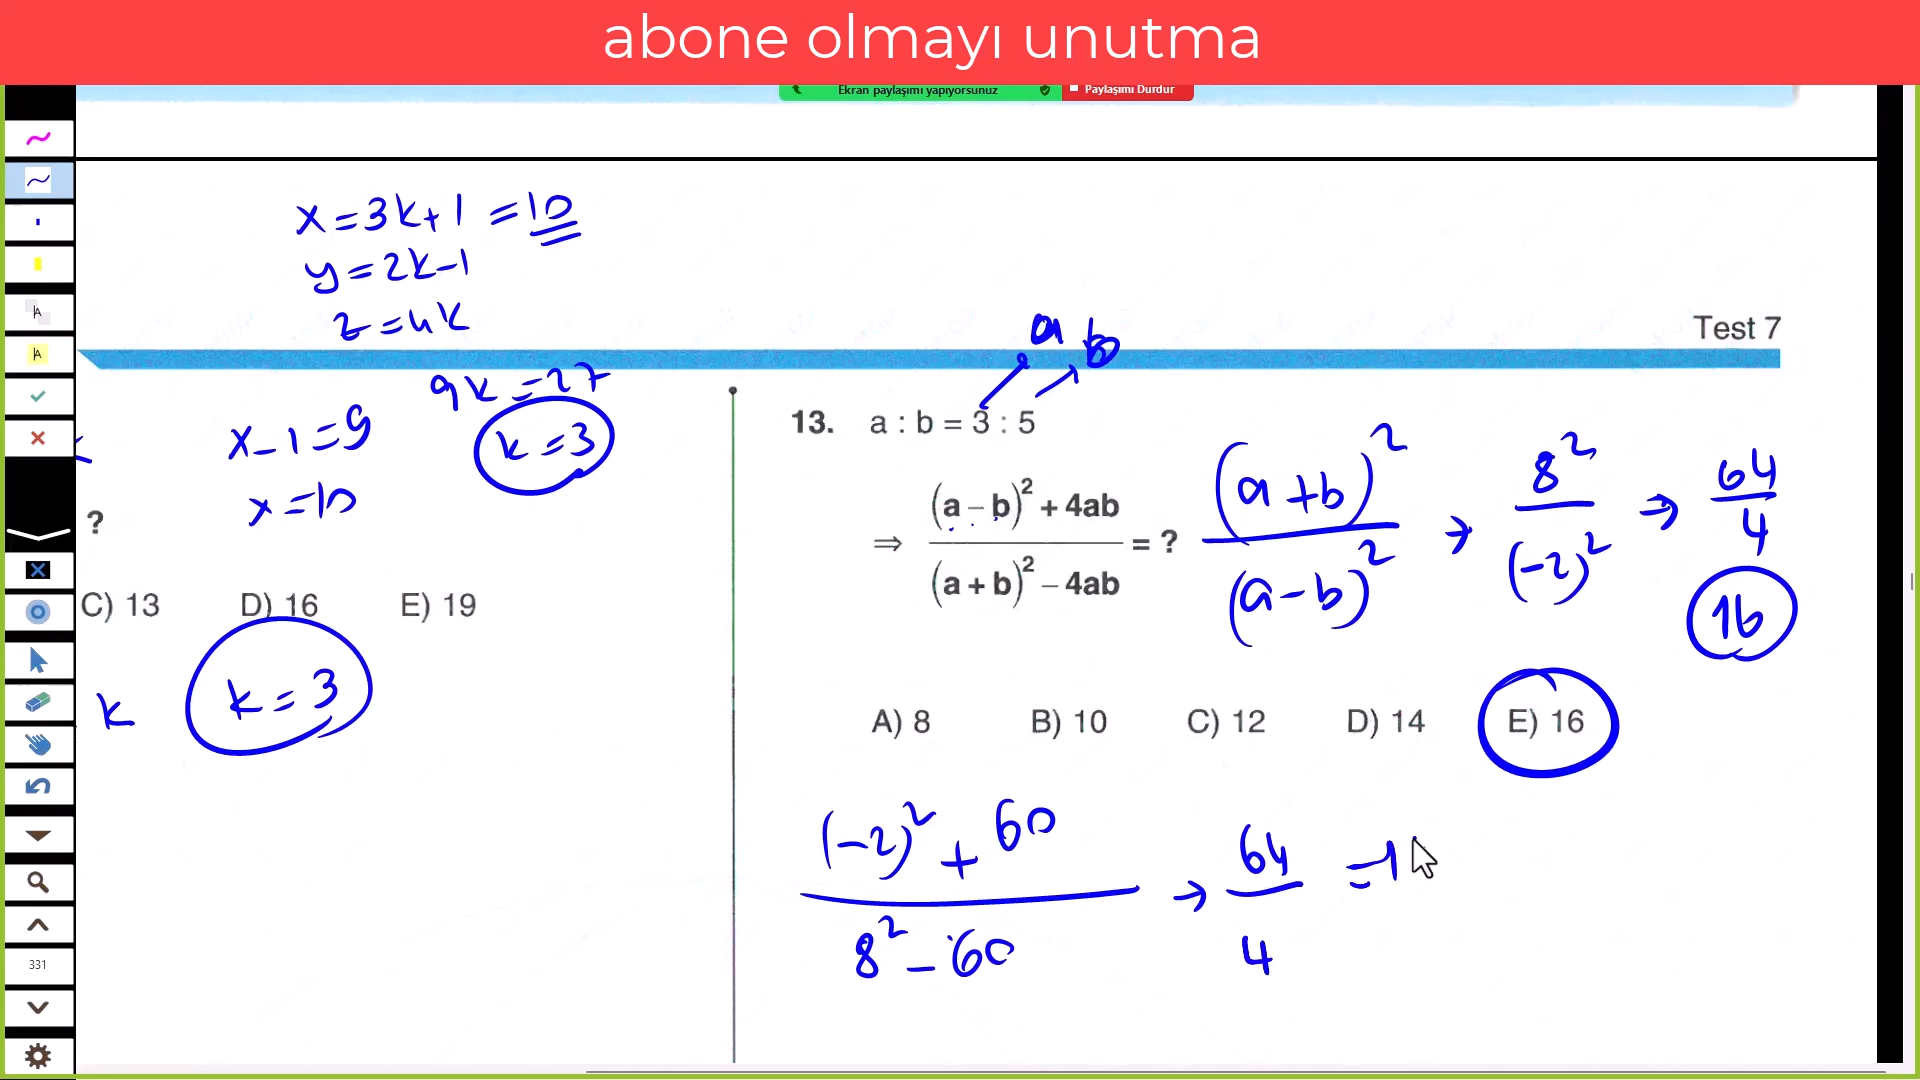 abone olmayı unutma
Ekran paylaşımı yapıyorsunuz
Paylaşımı Durdur
x = 3k+1 = 10
y = 2k-1
z = 4k
a b
Test 7
9k = 27
k = 3
x-1 = 9
x = 10
?
C) 13 D) 16 E) 19
k
k = 3
13. a : b = 3 : 5
⇒ ((a – b)² + 4ab) / ((a + b)² – 4ab) = ?
(a+b)² / (a-b)² → 8² / (-2)² → 64 / 4
16
A) 8 B) 10 C) 12 D) 14 E) 16
((-2)² + 60) / (8² - 60) → 64 / 4 = 1
331